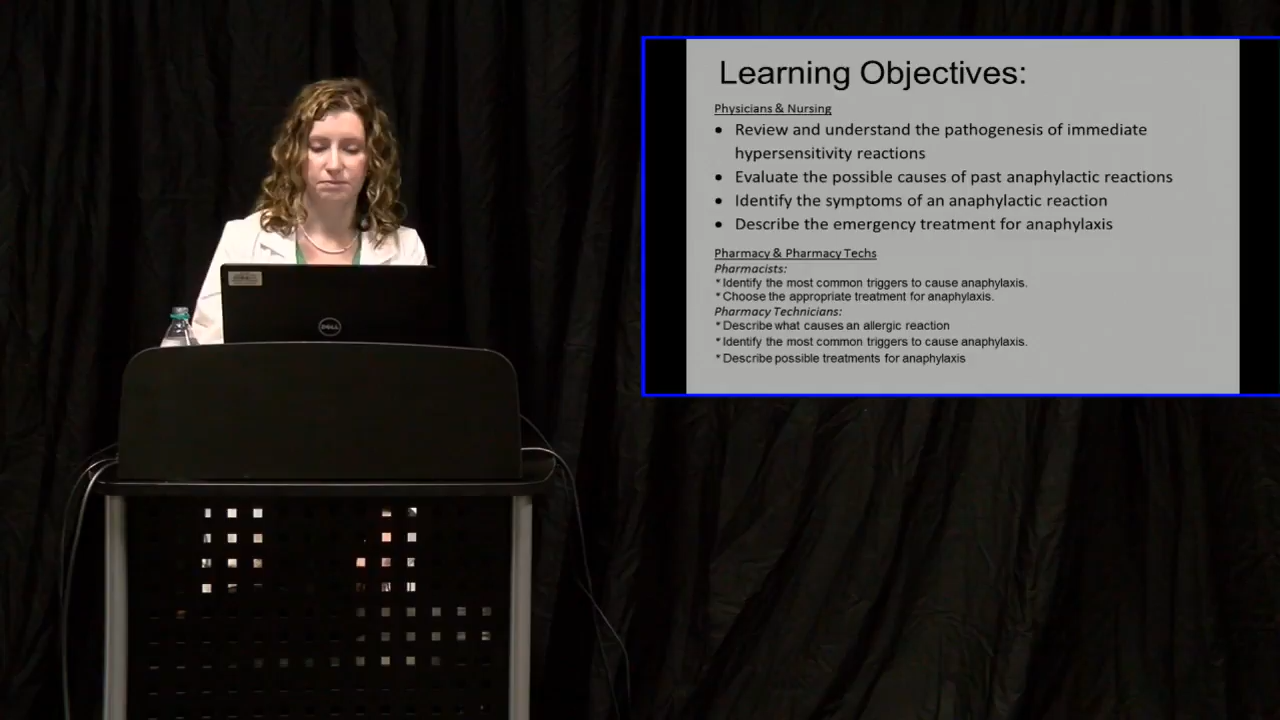 Learning Objectives:
Physicians & Nursing
• Review and understand the pathogenesis of immediate
hypersensitivity reactions
• Evaluate the possible causes of past anaphylactic reactions
• Identify the symptoms of an anaphylactic reaction
• Describe the emergency treatment for anaphylaxis
Pharmacy & Pharmacy Techs
Pharmacists:
* Identify the most common triggers to cause anaphylaxis.
* Choose the appropriate treatment for anaphylaxis.
Pharmacy Technicians:
* Describe what causes an allergic reaction
* Identify the most common triggers to cause anaphylaxis.
* Describe possible treatments for anaphylaxis
DELL